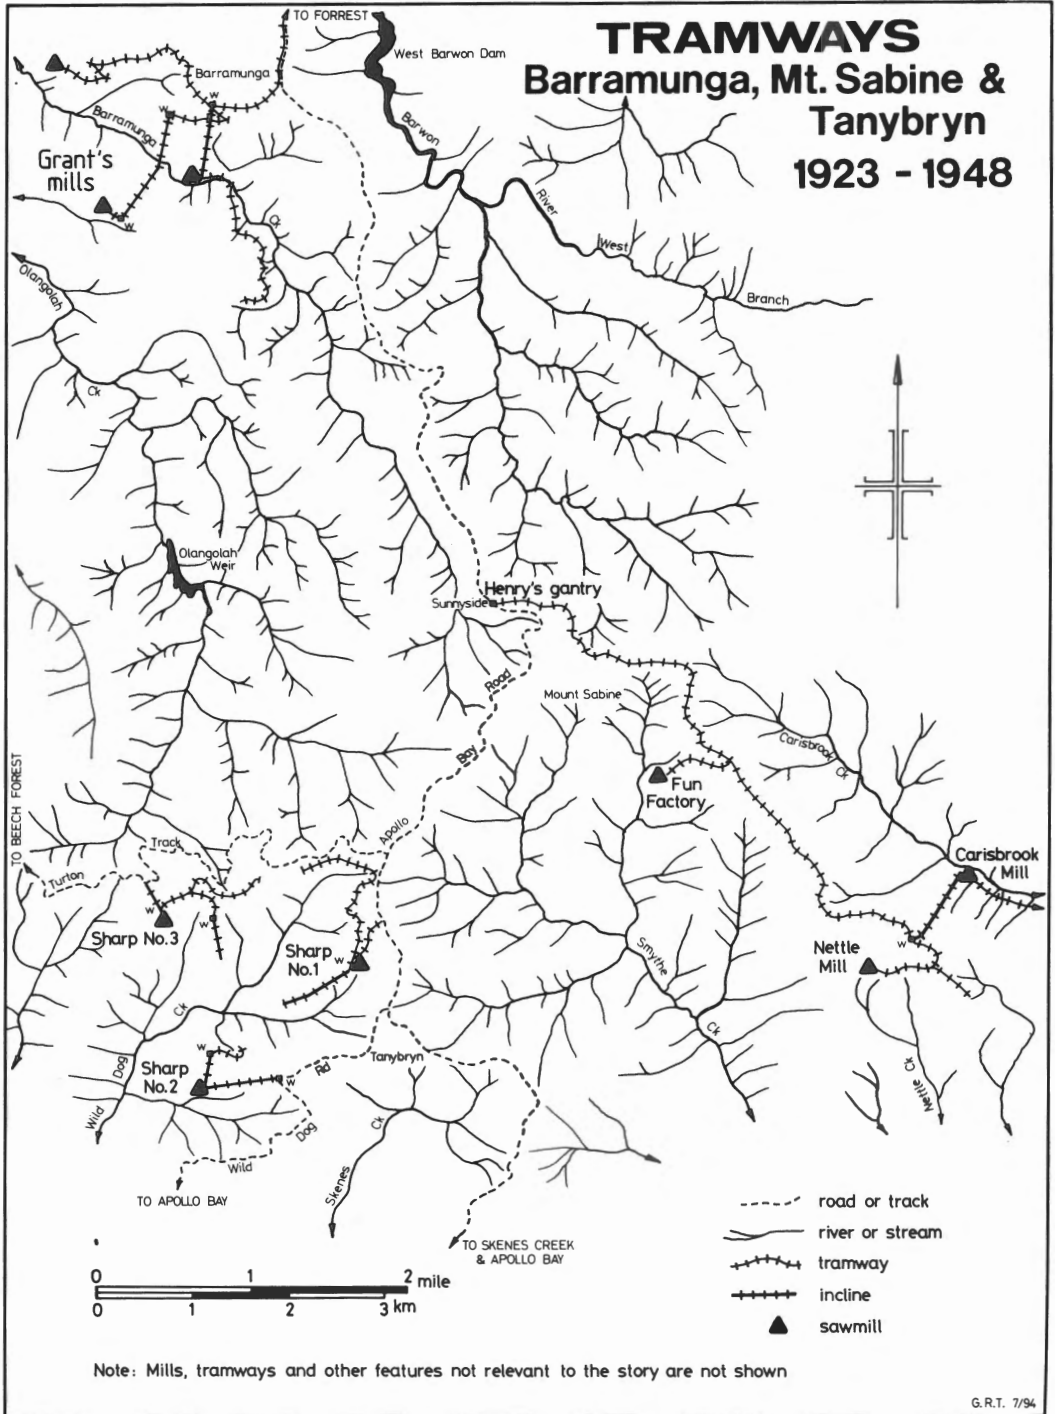 TO FORREST
TRAMWAYS
Barramunga, Mt. Sabine &
Tanybryn
1923 - 1948
West Barwon Dam
Barramunga
W
W
Barramunga
Ck
Barwon
River
West
Branch
Grant's
mills
W
Olangolah
Ck
Olangolah
Weir
Henry's gantry
Sunnyside
Road
Bay
Apollo
Mount Sabine
Carisbrook
Ck
Fun
Factory
TO BEECH FOREST
Track
Turton
Carisbrook
Mill
W
W
Sharp No.3
Sharp
No.1
W
Smythe
Ck
Nettle
Mill
W
Nettle Ck
Ck
Dog
Wild
W
Sharp
No.2
W
Tanybryn
Rd
Dog
Wild
Ck
Skenes
TO APOLLO BAY
TO SKENES CREEK
& APOLLO BAY
road or track
river or stream
tramway
incline
sawmill
0 1 2 mile
0 1 2 3 km
Note: Mills, tramways and other features not relevant to the story are not shown
G.R.T. 7/94